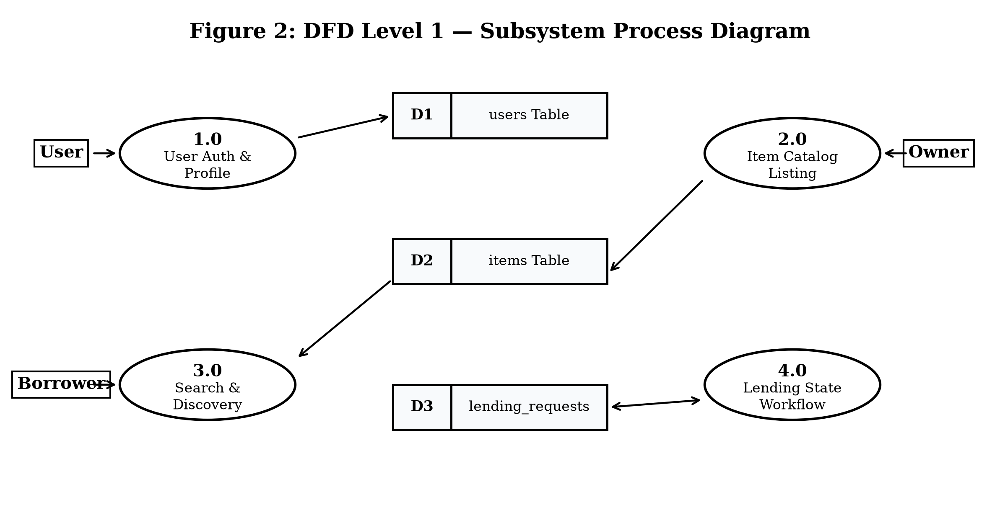 Figure 2: DFD Level 1 — Subsystem Process Diagram
D1
users Table
User
1.0
User Auth &
Profile
2.0
Item Catalog
Listing
Owner
D2
items Table
Borrower
3.0
Search &
Discovery
D3
lending_requests
4.0
Lending State
Workflow